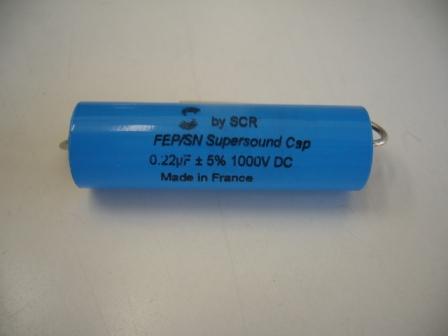 by SCR
FEP/SN Supersound Cap
0.22µF ± 5% 1000V DC
Made in France